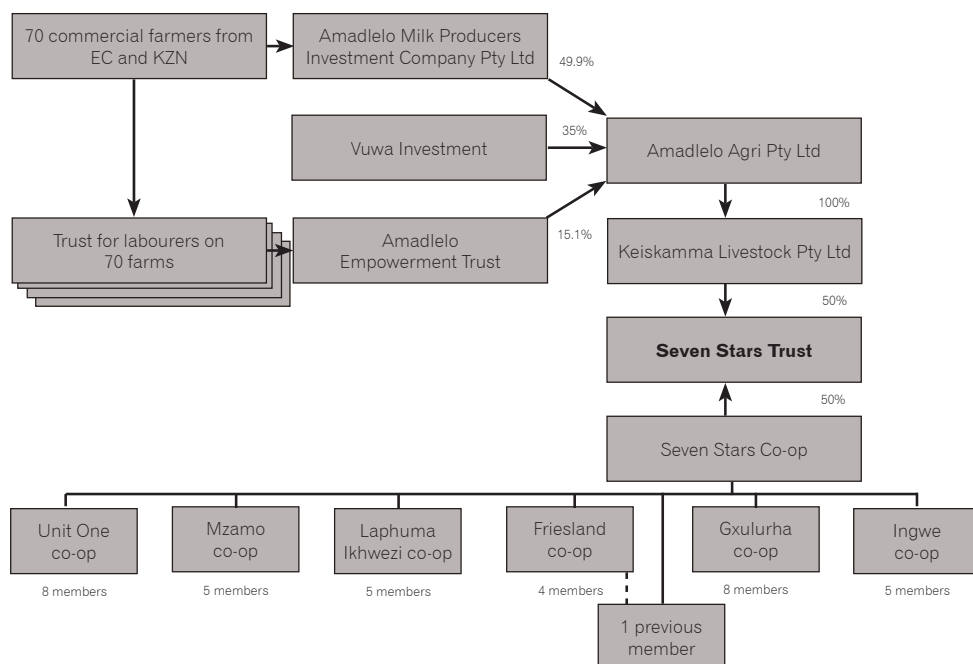 70 commercial farmers from
EC and KZN
Amadlelo Milk Producers
Investment Company Pty Ltd
49.9%
Vuwa Investment
35%
Amadlelo Agri Pty Ltd
100%
Trust for labourers on
70 farms
Amadlelo
Empowerment Trust
15.1%
Keiskamma Livestock Pty Ltd
50%
Seven Stars Trust
50%
Seven Stars Co-op
Unit One
co-op
8 members
Mzamo
co-op
5 members
Laphuma
Ikhwezi co-op
5 members
Friesland
co-op
4 members
Gxulurha
co-op
8 members
Ingwe
co-op
5 members
1 previous
member